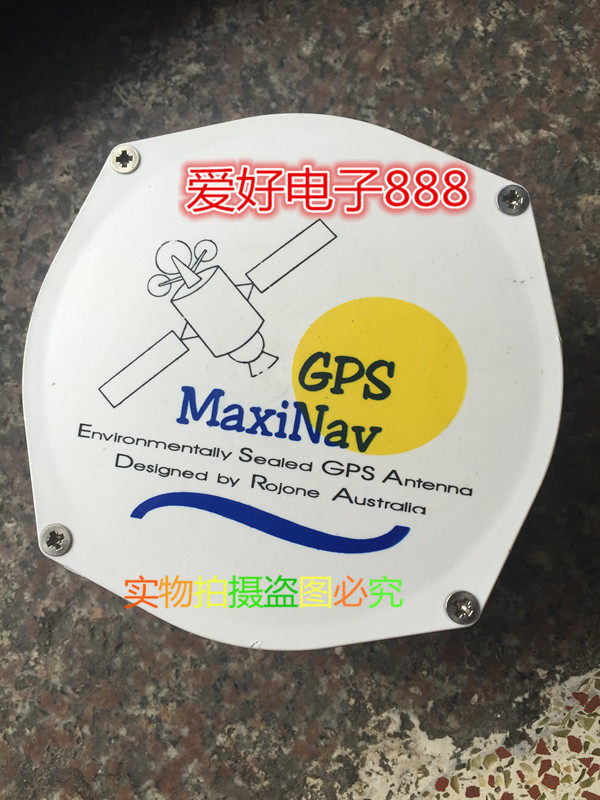 爱好电子888
GPS
MaxiNav
Environmentally Sealed GPS Antenna
Designed by Rojone Australia
实物拍摄盗图必究